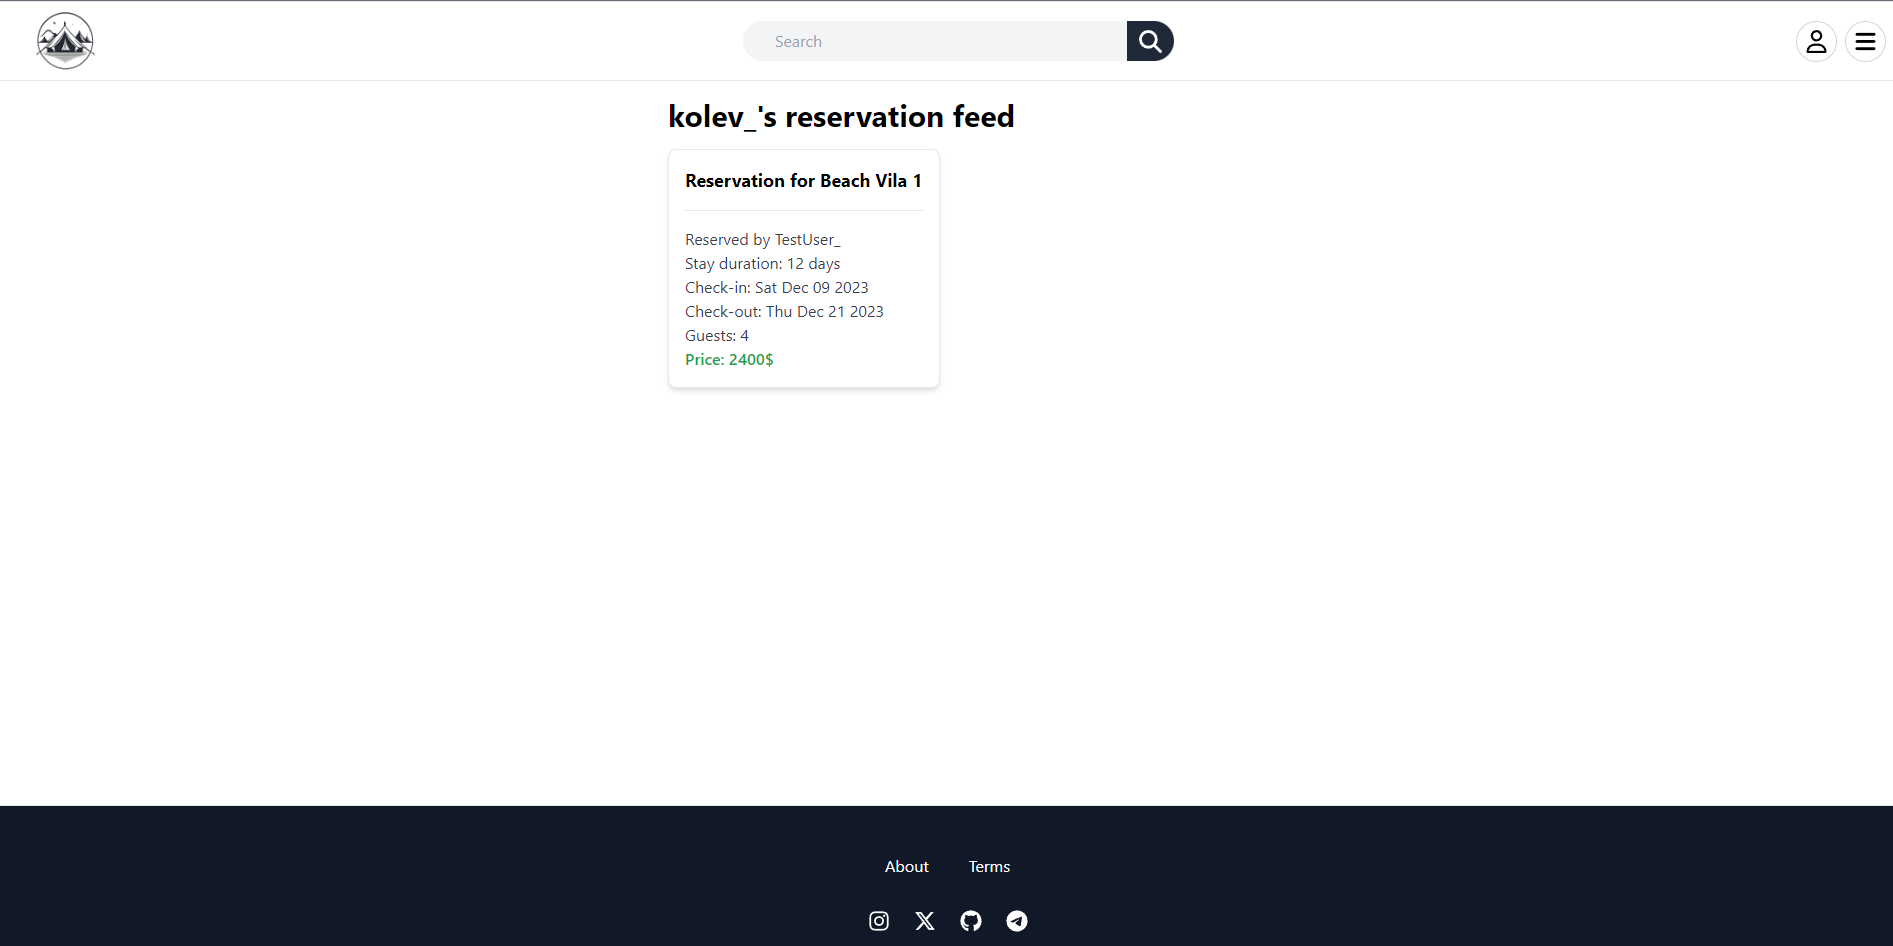 Search
kolev_'s reservation feed
Reservation for Beach Vila 1
Reserved by TestUser_
Stay duration: 12 days
Check-in: Sat Dec 09 2023
Check-out: Thu Dec 21 2023
Guests: 4
Price: 2400$
About Terms